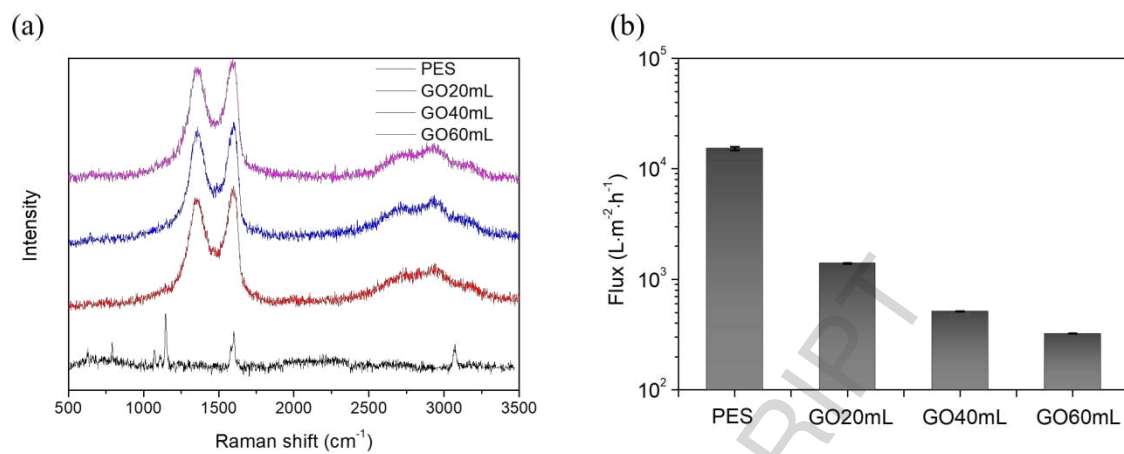 (a)
PES
GO20mL
GO40mL
GO60mL
Intensity
500 1000 1500 2000 2500 3000 3500
Raman shift (cm⁻¹)
(b)
10⁵
10⁴
10³
10²
Flux (L·m⁻²·h⁻¹)
PES GO20mL GO40mL GO60mL
RIPT